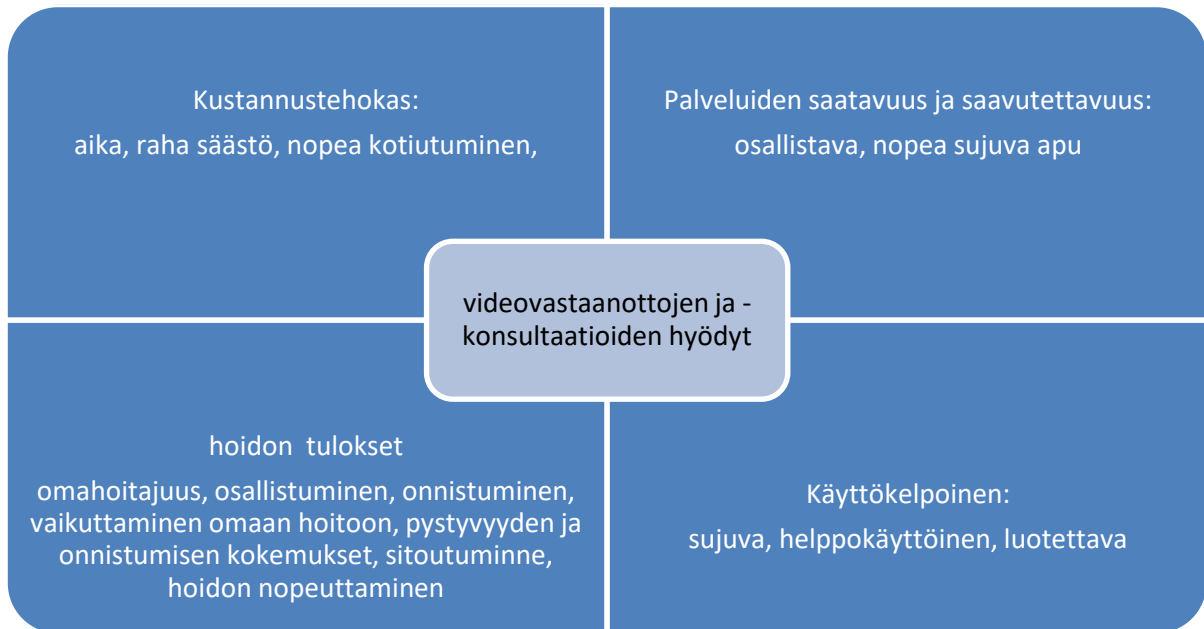 Kustannustehokas:
aika, raha säästö, nopea kotiutuminen,
Palveluiden saatavuus ja saavutettavuus:
osallistava, nopea sujuva apu
videovastaanottojen ja -
konsultaatioiden hyödyt
hoidon  tulokset
omahoitajuus, osallistuminen, onnistuminen,
vaikuttaminen omaan hoitoon, pystyvyyden ja
onnistumisen kokemukset, sitoutuminne,
hoidon nopeuttaminen
Käyttökelpoinen:
sujuva, helppokäyttöinen, luotettava